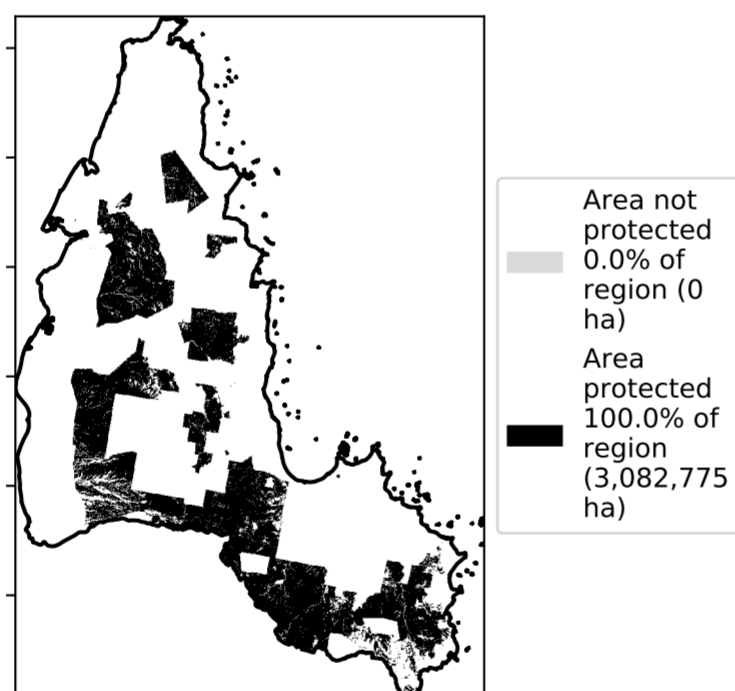 Area not
protected
0.0% of
region (0
ha)
Area
protected
100.0% of
region
(3,082,775
ha)